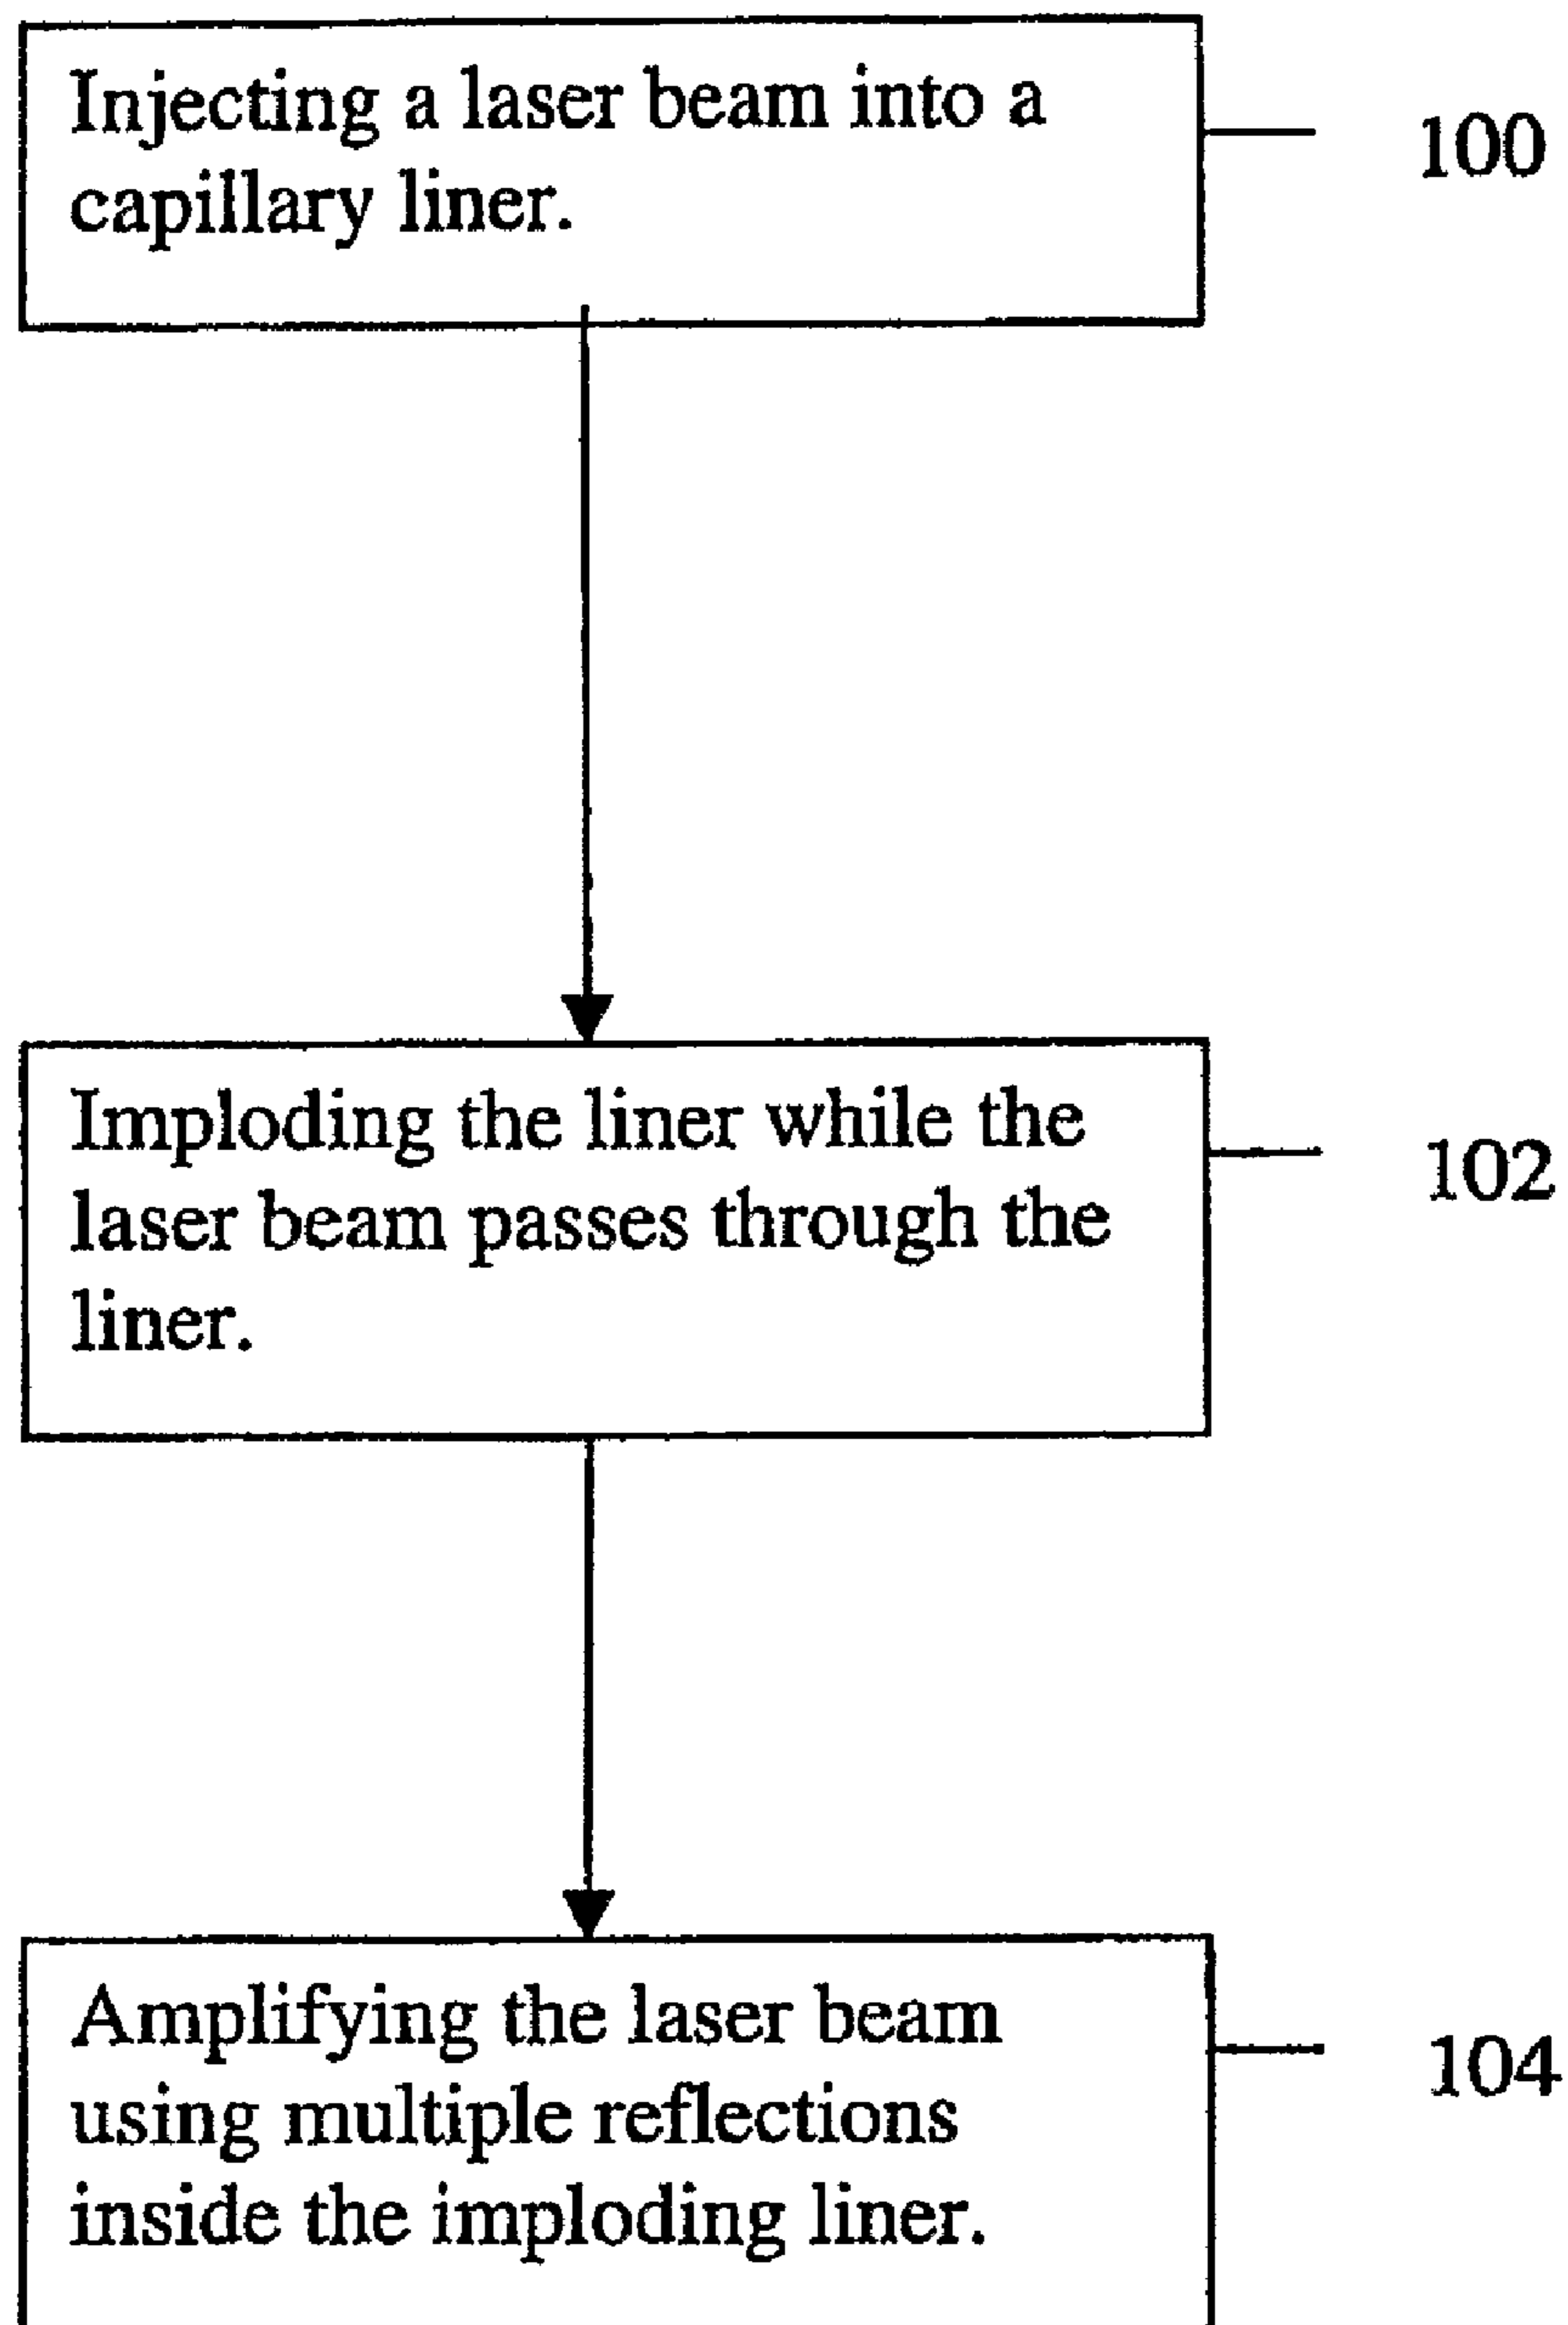 Injecting a laser beam into a
capillary liner.
100
Imploding the liner while the
laser beam passes through the
liner.
102
Amplifying the laser beam
using multiple reflections
inside the imploding liner.
104